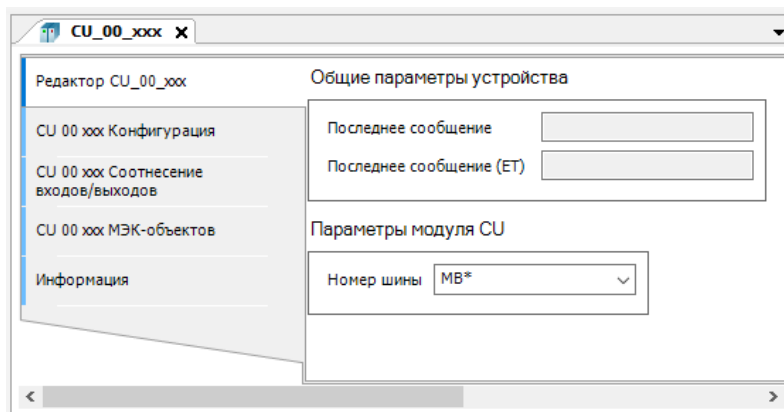 CU_00_xxx
Редактор CU_00_xxx
CU 00 xxx Конфигурация
CU 00 xxx Соотнесение
входов/выходов
CU 00 xxx МЭК-объектов
Информация
Общие параметры устройства
Последнее сообщение
Последнее сообщение (ET)
Параметры модуля CU
Номер шины MB*